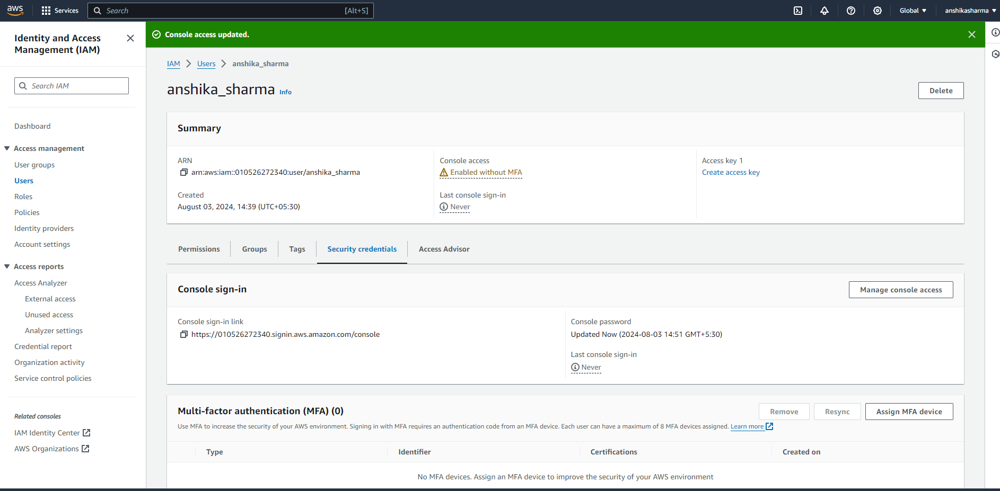 aws Services Search [Alt+S] Global anshikasharma
Identity and Access
Management (IAM)
Search IAM
Dashboard
Access management
User groups
Users
Roles
Policies
Identity providers
Account settings
Access reports
Access Analyzer
External access
Unused access
Analyzer settings
Credential report
Organization activity
Service control policies
Related consoles
IAM Identity Center
AWS Organizations
Console access updated.
IAM > Users > anshika_sharma
anshika_sharma Info
Delete
Summary
ARN
arn:aws:iam::010526272340:user/anshika_sharma
Created
August 03, 2024, 14:39 (UTC+05:30)
Console access
Enabled without MFA
Last console sign-in
Never
Access key 1
Create access key
Permissions Groups Tags Security credentials Access Advisor
Console sign-in
Manage console access
Console sign-in link
https://010526272340.signin.aws.amazon.com/console
Console password
Updated Now (2024-08-03 14:51 GMT+5:30)
Last console sign-in
Never
Multi-factor authentication (MFA) (0)
Remove Resync Assign MFA device
Use MFA to increase the security of your AWS environment. Signing in with MFA requires an authentication code from an MFA device. Each user can have a maximum of 8 MFA devices assigned. Learn more
Type Identifier Certifications Created on
No MFA devices. Assign an MFA device to improve the security of your AWS environment